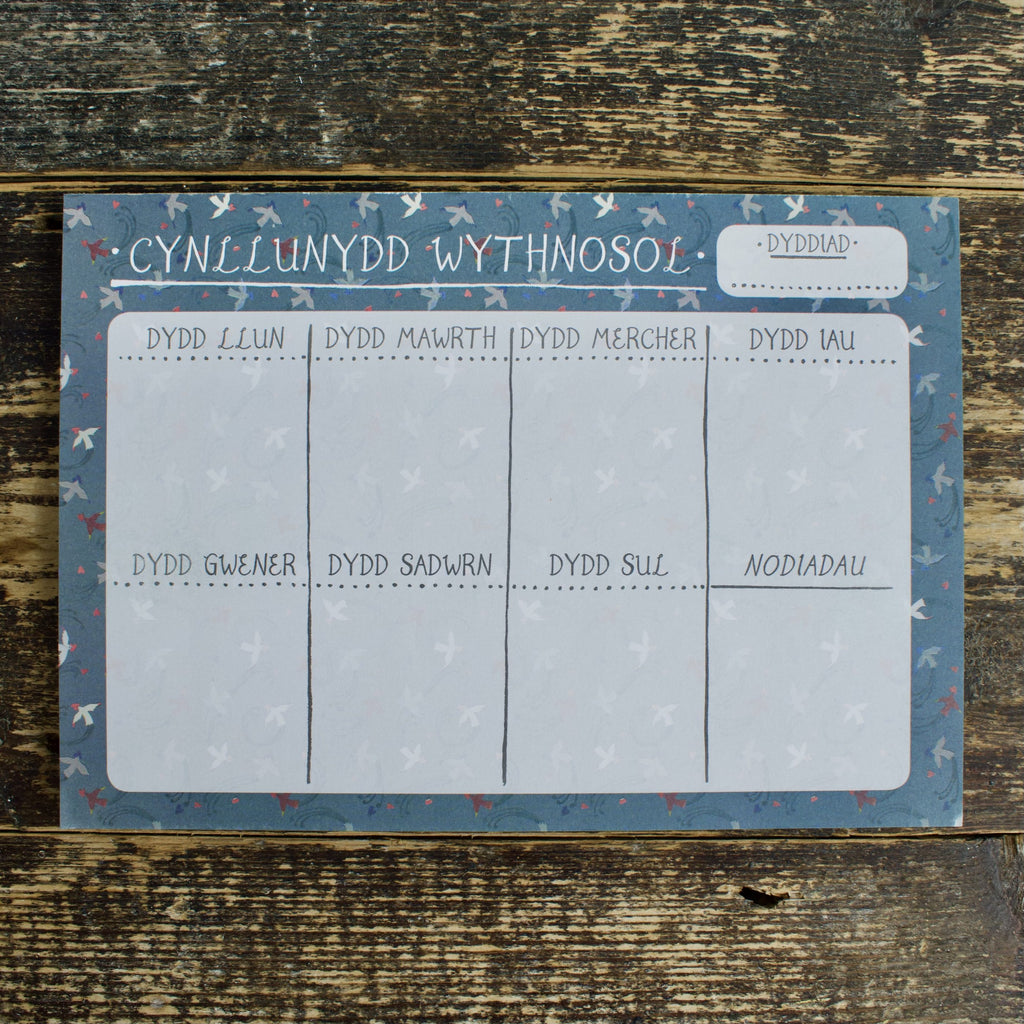 ·CYNLLUNYDD WYTHNOSOL·
·DYDDIAD·
DYDD LLUN
DYDD MAWRTH
DYDD MERCHER
DYDD IAU
DYDD GWENER
DYDD SADWRN
DYDD SUL
NODIADAU